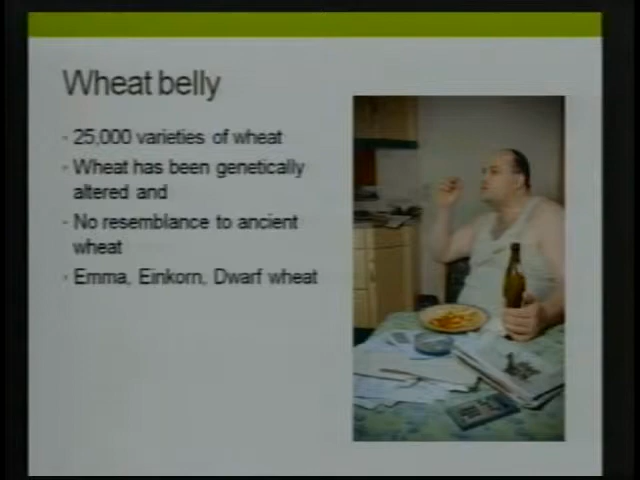 Wheat belly
25,000 varieties of wheat
Wheat has been genetically
altered and
No resemblance to ancient
wheat
Emma, Einkorn, Dwarf wheat